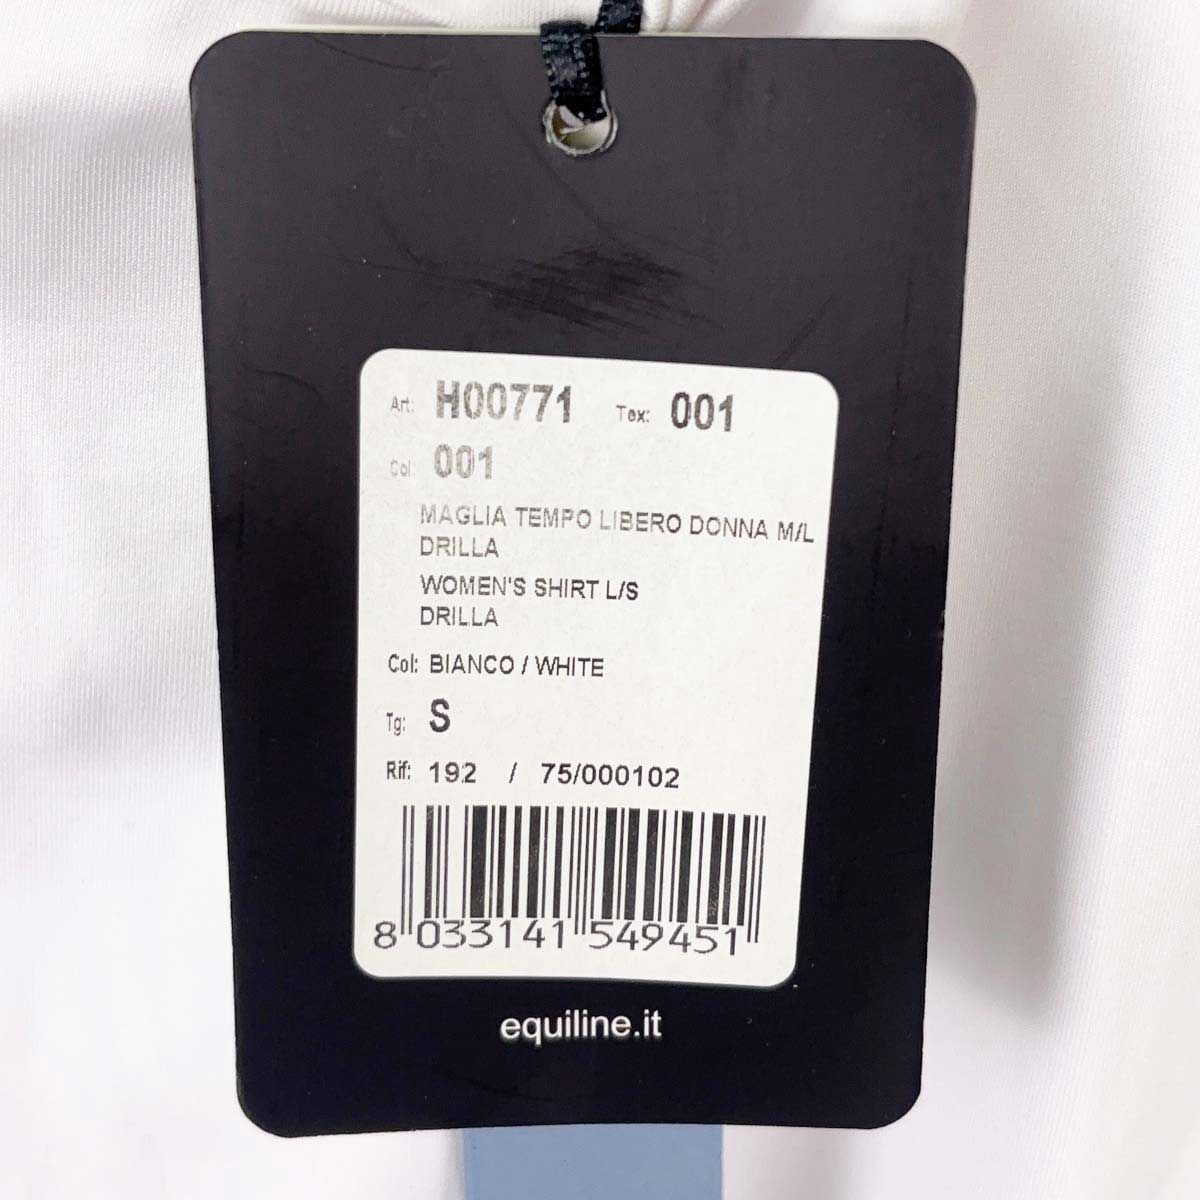 Art: H00771 Tex: 001
Col 001
MAGLIA TEMPO LIBERO DONNA M/L
DRILLA
WOMEN'S SHIRT L/S
DRILLA
Col: BIANCO / WHITE
Tg: S
Rif: 192 / 75/000102
8 033141 549451
equiline.it